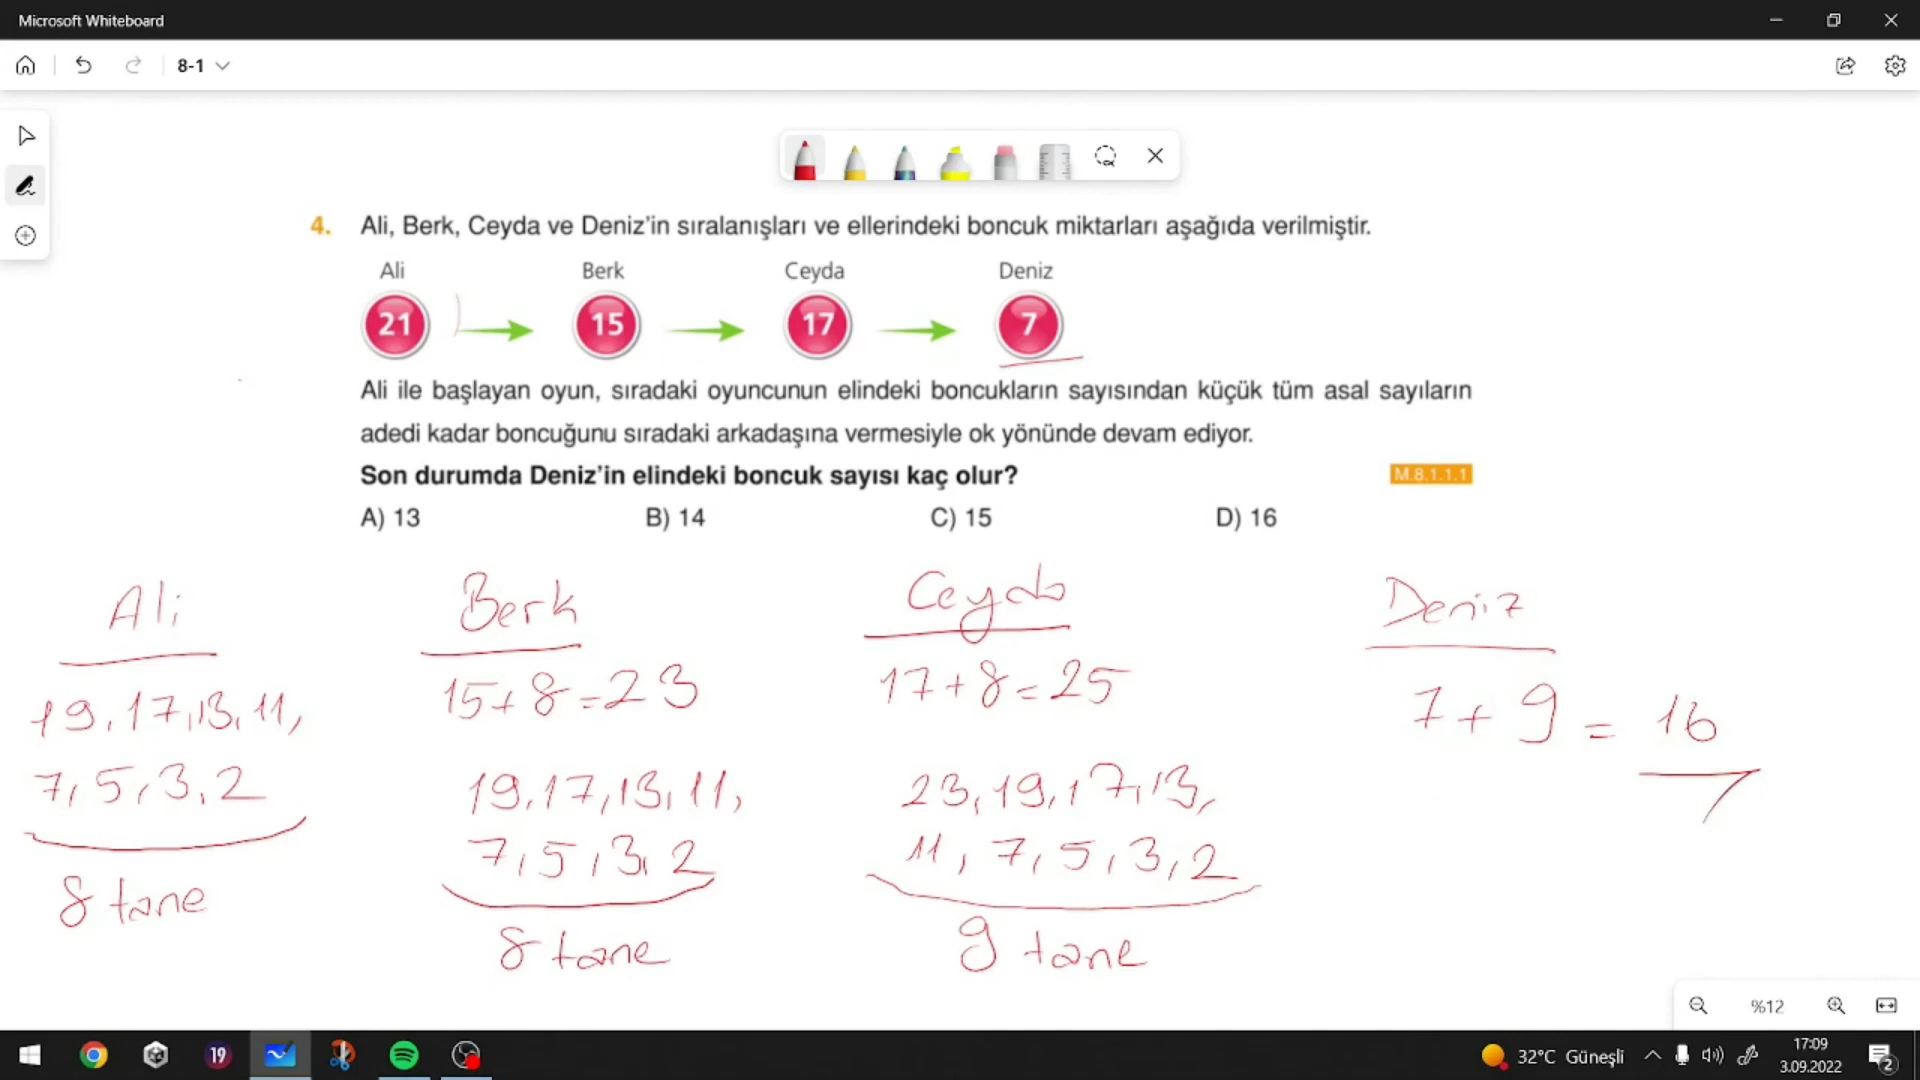 Microsoft Whiteboard
8-1
4. Ali, Berk, Ceyda ve Deniz’in sıralanışları ve ellerindeki boncuk miktarları aşağıda verilmiştir.
Ali Berk Ceyda Deniz
21 15 17 7
Ali ile başlayan oyun, sıradaki oyuncunun elindeki boncukların sayısından küçük tüm asal sayıların
adedi kadar boncuğunu sıradaki arkadaşına vermesiyle ok yönünde devam ediyor.
Son durumda Deniz’in elindeki boncuk sayısı kaç olur?
M.8.1.1.1
A) 13 B) 14 C) 15 D) 16
Ali
19, 17, 13, 11,
7, 5, 3, 2
8 tane
Berk
15+8=23
19, 17, 13, 11,
7, 5, 3, 2
8 tane
Ceyda
17+8=25
23, 19, 17, 13,
11, 7, 5, 3, 2
9 tane
Deniz
7+9=16
%12
19
32°C Güneşli
17:09
3.09.2022
2